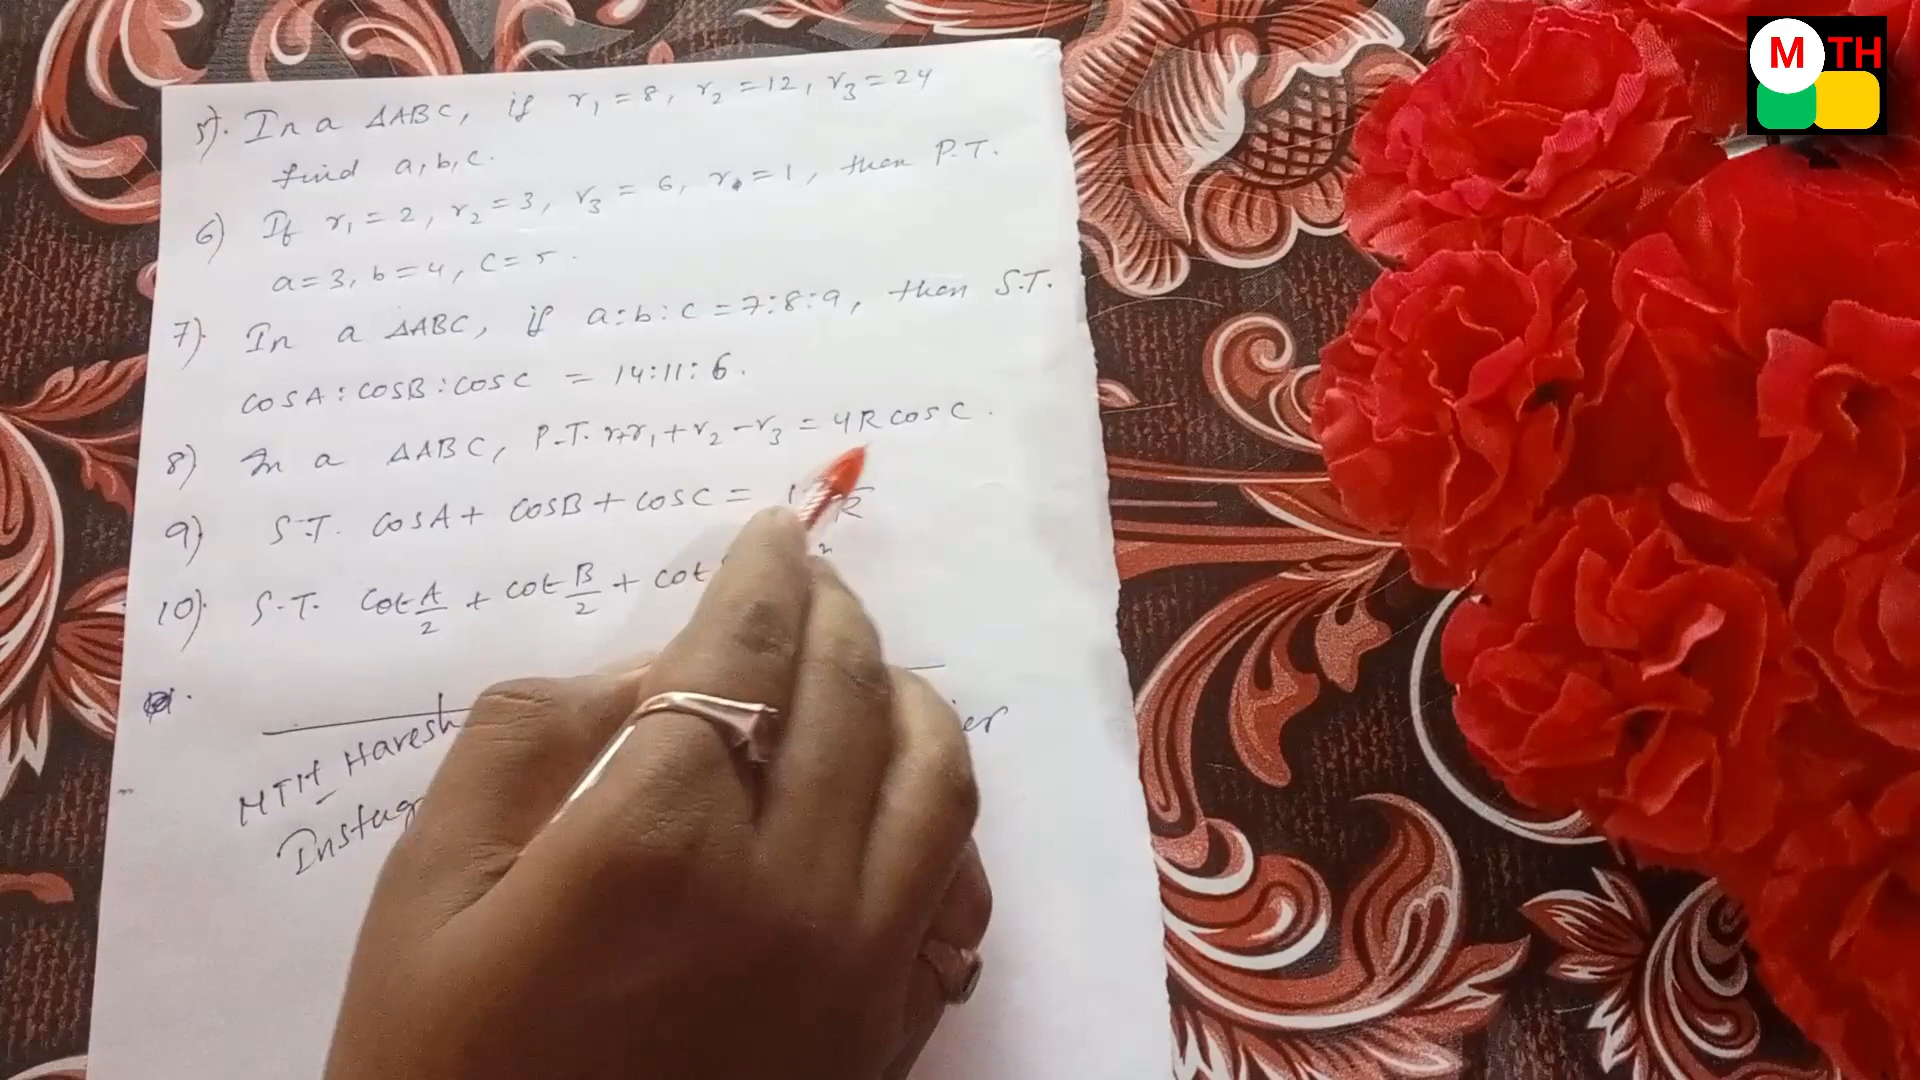 M TH
5). In a ΔABC, if r₁ = 8, r₂ = 12, r₃ = 24
find a, b, c.
6) If r₁ = 2, r₂ = 3, r₃ = 6, r = 1, then P.T.
a = 3, b = 4, c = 5.
7). In a ΔABC, if a:b:c = 7:8:9, then S.T.
cosA : cosB : cosC = 14:11:6.
8) In a ΔABC, P.T. r+r₁+r₂-r₃ = 4R cosC.
9) S.T. cosA + cosB + cosC = 1 R
10). S.T. cot A/2 + cot B/2 + cot 2
MTH Haresh